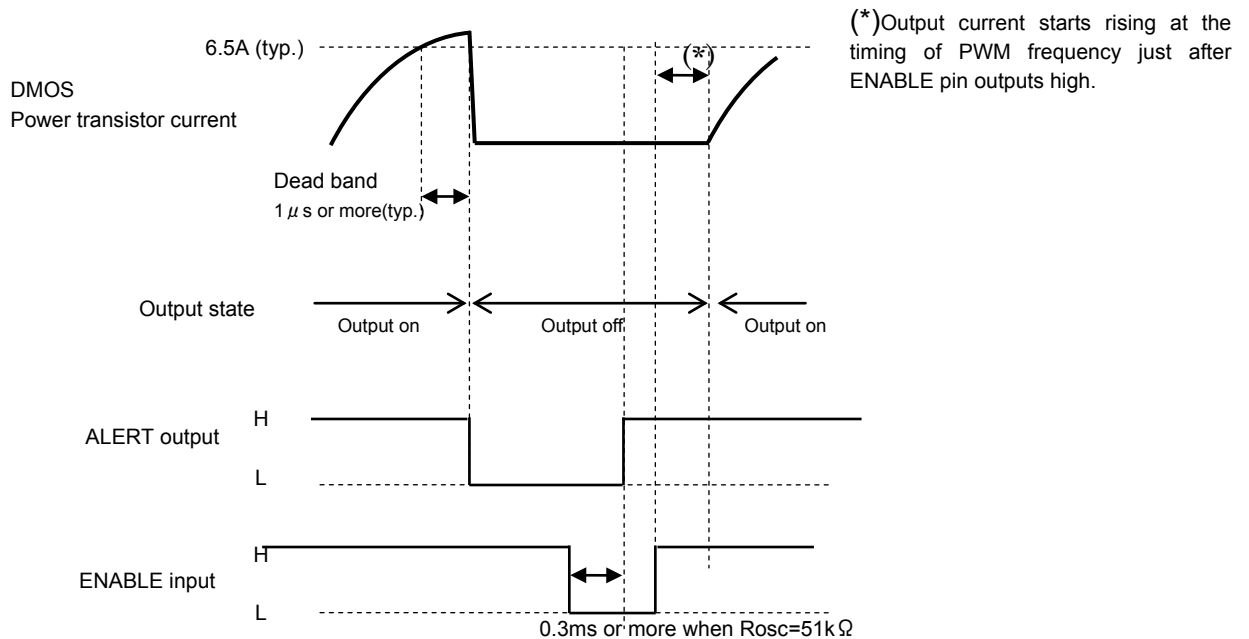 (*)Output current starts rising at the
timing of PWM frequency just after
ENABLE pin outputs high.
6.5A (typ.)
(*)
DMOS
Power transistor current
Dead band
1μs or more(typ.)
Output state
Output on
Output off
Output on
H
ALERT output
L
H
ENABLE input
L
0.3ms or more when Rosc=51kΩ